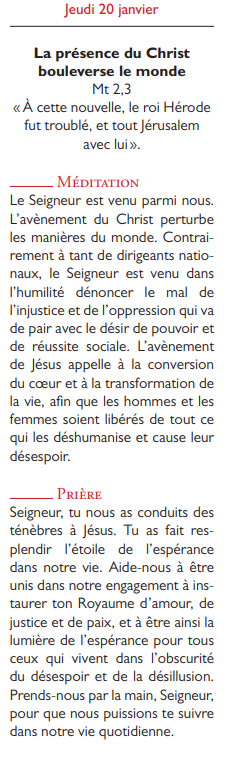 Jeudi 20 janvier
La présence du Christ
bouleverse le monde
Mt 2,3
« À cette nouvelle, le roi Hérode
fut troublé, et tout Jérusalem
avec lui ».
Méditation
Le Seigneur est venu parmi nous.
L’avènement du Christ perturbe
les manières du monde. Contrai-
rement à tant de dirigeants natio-
naux, le Seigneur est venu dans
l’humilité dénoncer le mal de
l’injustice et de l’oppression qui va
de pair avec le désir de pouvoir et
de réussite sociale. L’avènement
de Jésus appelle à la conversion
du cœur et à la transformation de
la vie, afin que les hommes et les
femmes soient libérés de tout ce
qui les déshumanise et cause leur
désespoir.
Prière
Seigneur, tu nous as conduits des
ténèbres à Jésus. Tu as fait res-
plendir l’étoile de l’espérance
dans notre vie. Aide-nous à être
unis dans notre engagement à ins-
taurer ton Royaume d’amour, de
justice et de paix, et à être ainsi la
lumière de l’espérance pour tous
ceux qui vivent dans l’obscurité
du désespoir et de la désillusion.
Prends-nous par la main, Seigneur,
pour que nous puissions te suivre
dans notre vie quotidienne.